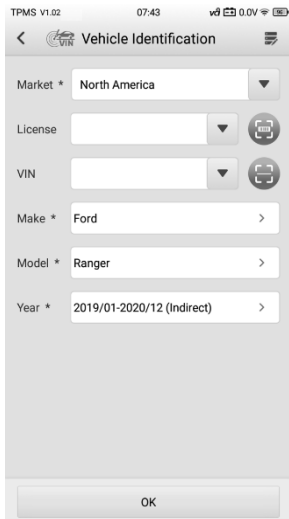 TPMS V1.02 07:43 0.0V
VIN Vehicle Identification
Market * North America
License
VIN
Make * Ford
Model * Ranger
Year * 2019/01-2020/12 (Indirect)
OK